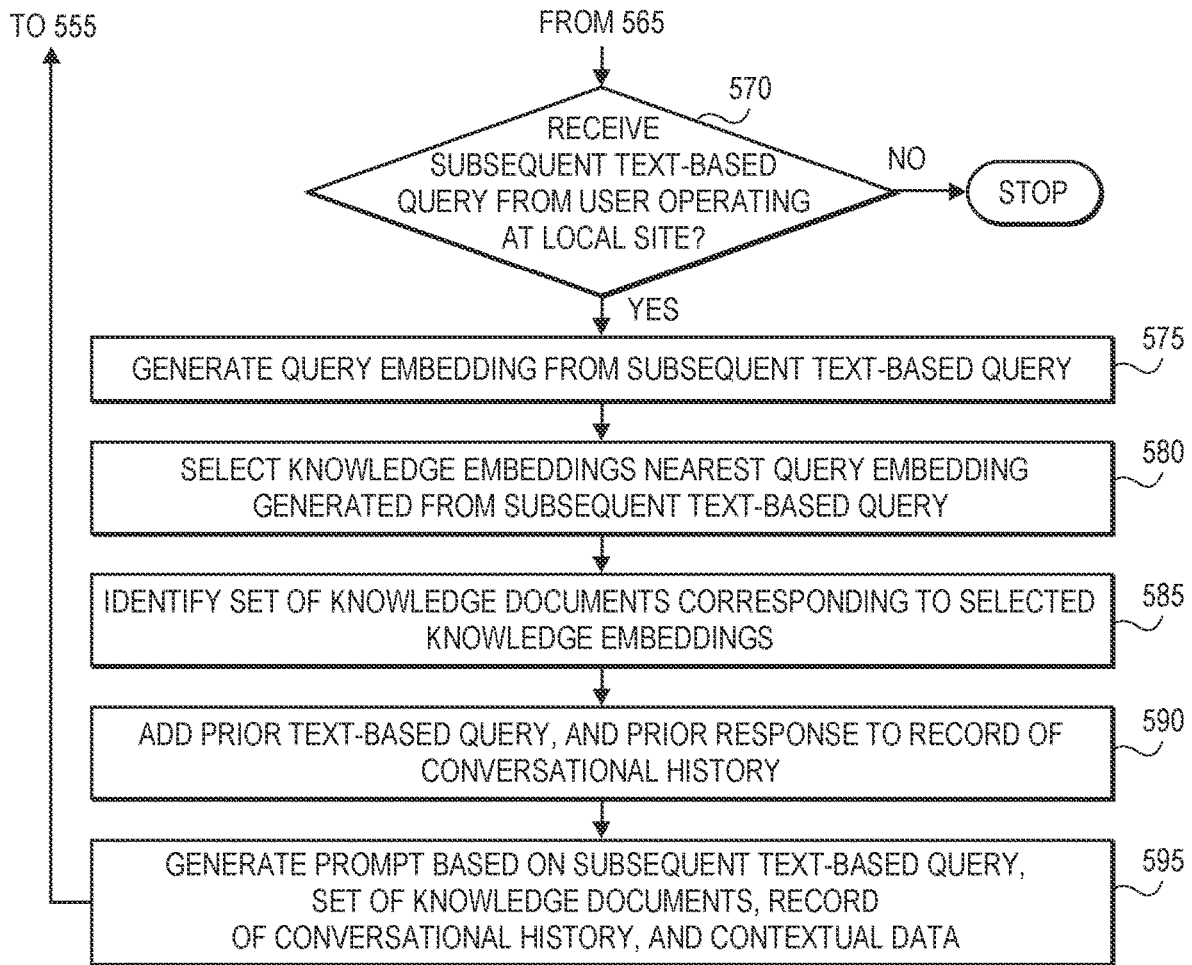 TO 555
FROM 565
570
RECEIVE
SUBSEQUENT TEXT-BASED
QUERY FROM USER OPERATING
AT LOCAL SITE?
NO
STOP
YES
575
GENERATE QUERY EMBEDDING FROM SUBSEQUENT TEXT-BASED QUERY
580
SELECT KNOWLEDGE EMBEDDINGS NEAREST QUERY EMBEDDING
GENERATED FROM SUBSEQUENT TEXT-BASED QUERY
585
IDENTIFY SET OF KNOWLEDGE DOCUMENTS CORRESPONDING TO SELECTED
KNOWLEDGE EMBEDDINGS
590
ADD PRIOR TEXT-BASED QUERY, AND PRIOR RESPONSE TO RECORD OF
CONVERSATIONAL HISTORY
595
GENERATE PROMPT BASED ON SUBSEQUENT TEXT-BASED QUERY,
SET OF KNOWLEDGE DOCUMENTS, RECORD
OF CONVERSATIONAL HISTORY, AND CONTEXTUAL DATA